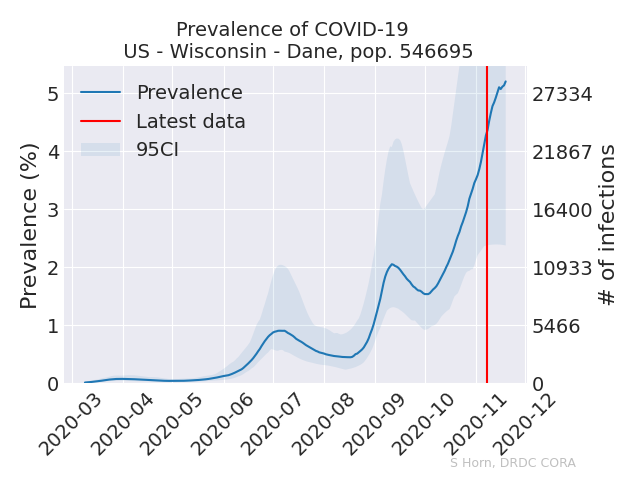 Prevalence of COVID-19
US - Wisconsin - Dane, pop. 546695
Prevalence
Latest data
95CI
Prevalence (%)
5
4
3
2
1
0
27334
21867
16400
10933
5466
0
# of infections
2020-03
2020-04
2020-05
2020-06
2020-07
2020-08
2020-09
2020-10
2020-11
2020-12
S Horn, DRDC CORA